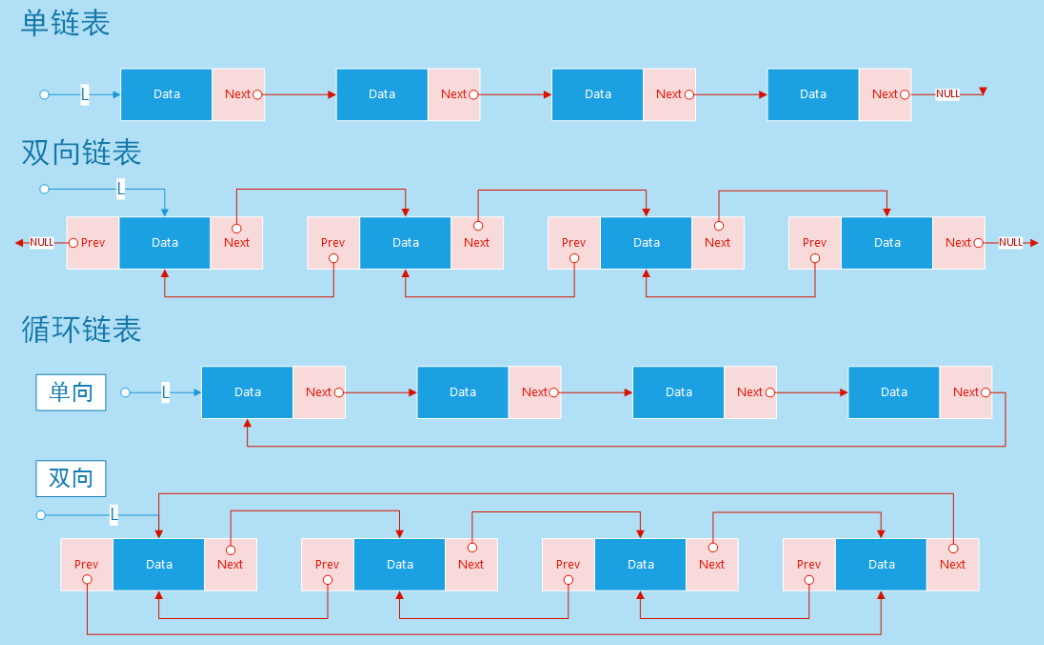 单链表
L Data Next Data Next Data Next Data Next NULL
双向链表
L
NULL Prev Data Next Prev Data Next Prev Data Next Prev Data Next NULL
循环链表
单向 L Data Next Data Next Data Next Data Next
双向
L
Prev Data Next Prev Data Next Prev Data Next Prev Data Next